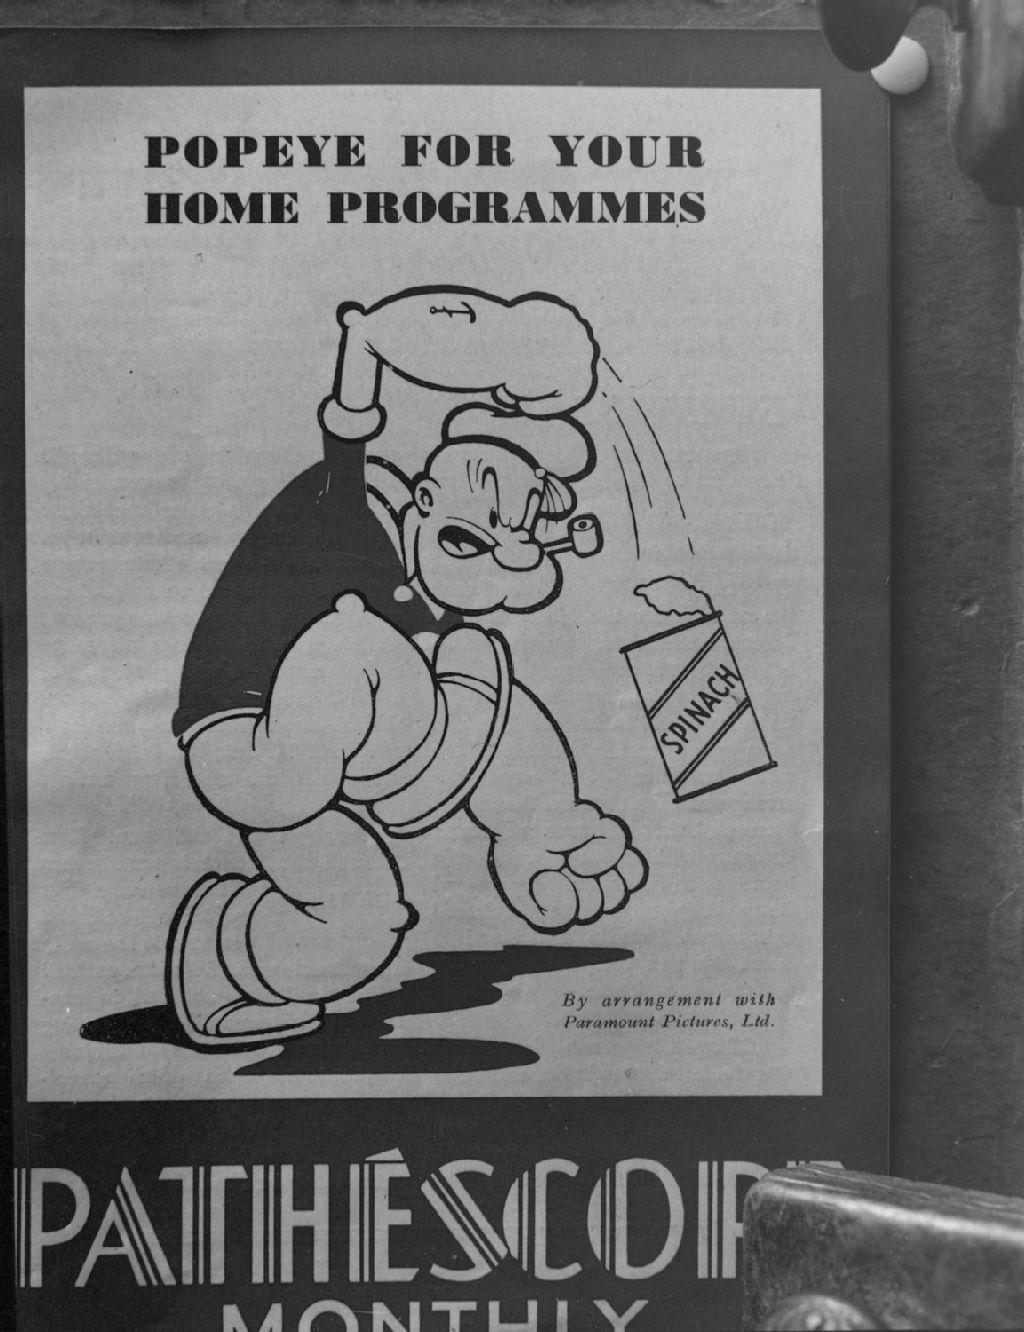 POPEYE FOR YOUR
HOME PROGRAMMES
SPINACH
By arrangement with
Paramount Pictures, Ltd.
PATHÉSCOP
MONTHLY